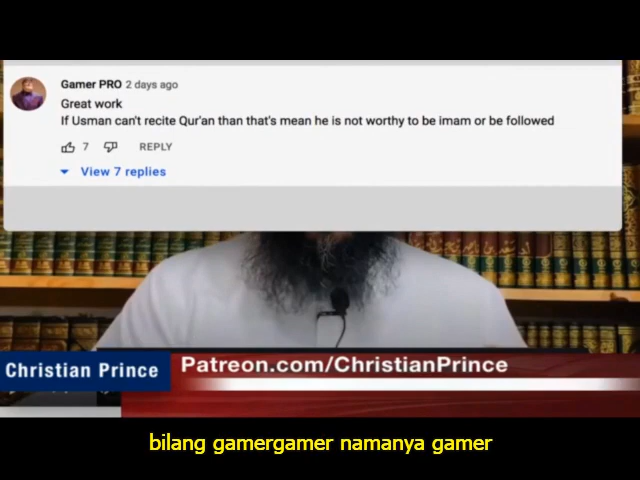 Gamer PRO 2 days ago
Great work
If Usman can't recite Qur'an than that's mean he is not worthy to be imam or be followed
7 REPLY
View 7 replies
Christian Prince
Patreon.com/ChristianPrince
bilang gamergamer namanya gamer